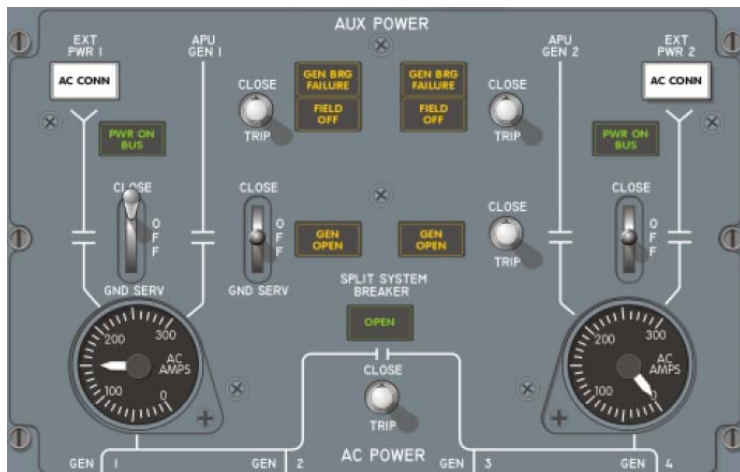 AUX POWER
EXT
PWR 1
APU
GEN 1
APU
GEN 2
EXT
PWR 2
AC CONN
CLOSE
TRIP
GEN BRG
FAILURE
FIELD
OFF
GEN BRG
FAILURE
FIELD
OFF
CLOSE
TRIP
AC CONN
PWR ON
BUS
PWR ON
BUS
CLOSE
OFF
GND SERV
CLOSE
OFF
GND SERV
GEN
OPEN
GEN
OPEN
CLOSE
TRIP
CLOSE
OFF
SPLIT SYSTEM
BREAKER
OPEN
CLOSE
TRIP
0
100
200
300
AC
AMPS
0
100
200
300
AC
AMPS
GEN 1
GEN 2
AC POWER
GEN 3
GEN 4